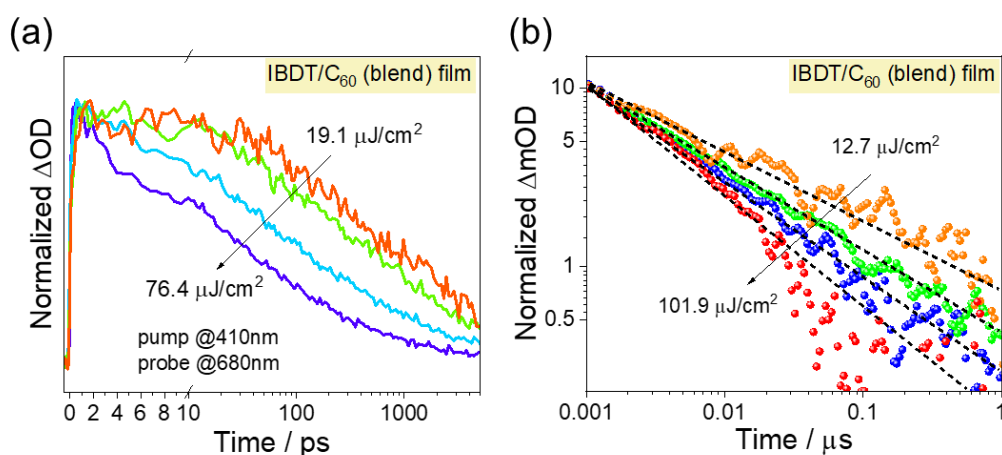 (a)
Normalized ΔOD
IBDT/C₆₀ (blend) film
19.1 μJ/cm²
76.4 μJ/cm²
pump @410nm
probe @680nm
0 2 4 6 8 10 100 1000
Time / ps
(b)
Normalized ΔmOD
IBDT/C₆₀ (blend) film
10
5
1
0.5
12.7 μJ/cm²
101.9 μJ/cm²
0.001 0.01 0.1 1
Time / μs